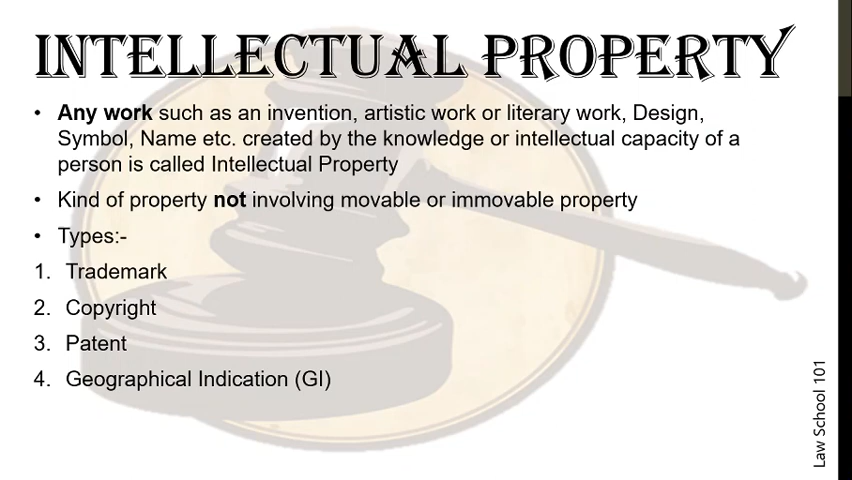 INTELLECTUAL PROPERTY
• Any work such as an invention, artistic work or literary work, Design,
Symbol, Name etc. created by the knowledge or intellectual capacity of a
person is called Intellectual Property
• Kind of property not involving movable or immovable property
• Types:-
1. Trademark
2. Copyright
3. Patent
4. Geographical Indication (GI)
Law School 101